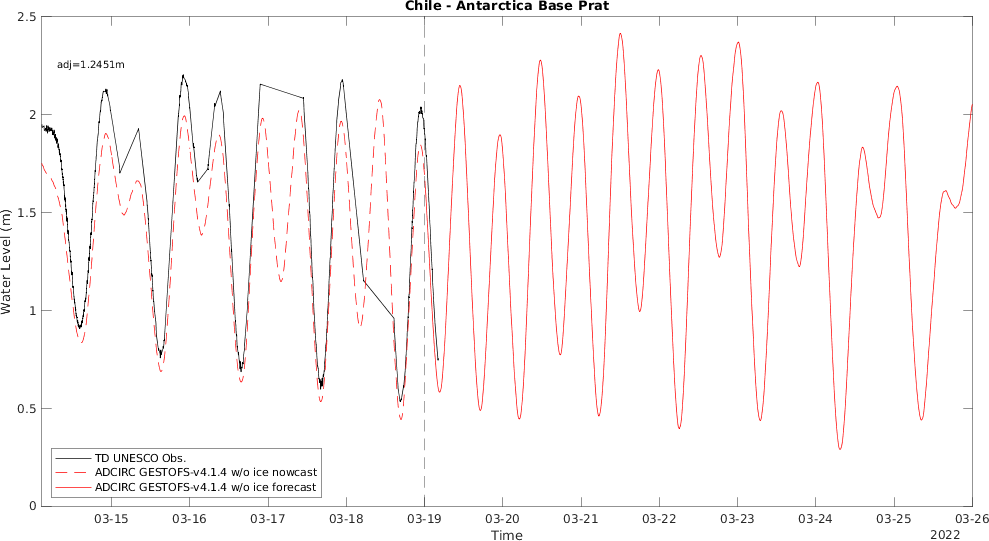 Chile - Antarctica Base Prat
2.5
2
1.5
1
0.5
0
Water Level (m)
adj=1.2451m
TD UNESCO Obs.
ADCIRC GESTOFS-v4.1.4 w/o ice nowcast
ADCIRC GESTOFS-v4.1.4 w/o ice forecast
03-15 03-16 03-17 03-18 03-19 03-20 03-21 03-22 03-23 03-24 03-25 03-26
Time
2022